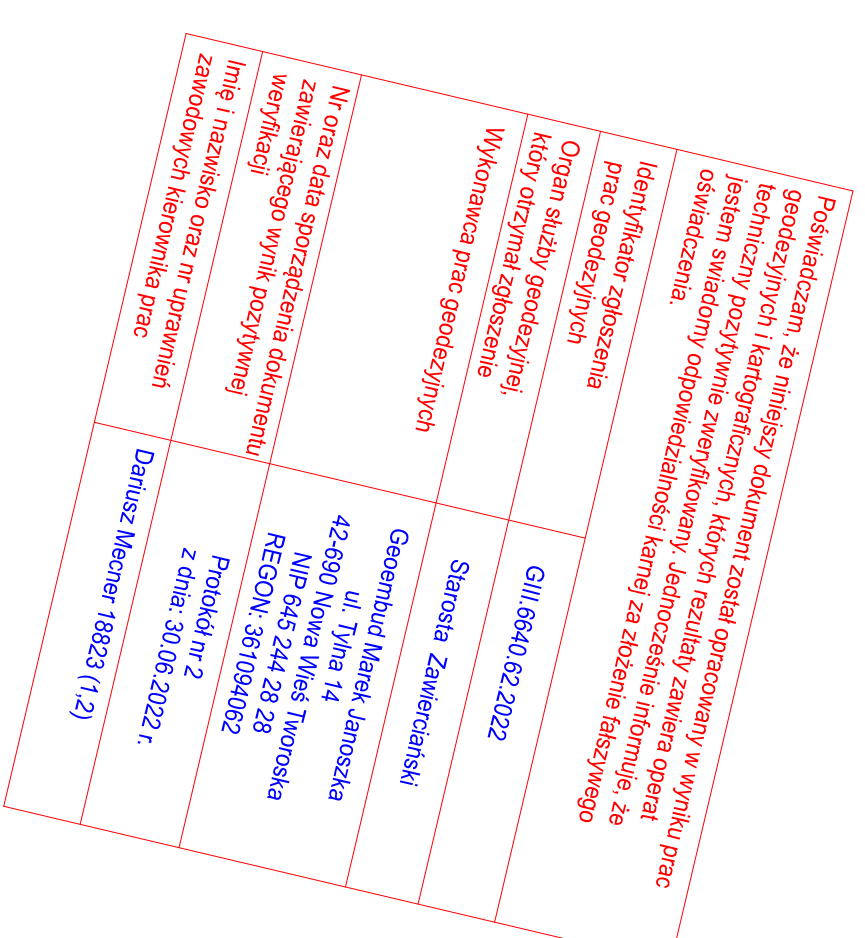 Poświadczam, że niniejszy dokument został opracowany w wyniku prac
geodezyjnych i kartograficznych, których rezultaty zawiera operat
techniczny pozytywnie zweryfikowany. Jednocześnie informuję, że
jestem swiadomy odpowiedzialności karnej za złożenie fałszywego
oświadczenia.
Identyfikator zgłoszenia
prac geodezyjnych
GIII.6640.62.2022
Organ służby geodezyjnej,
który otrzymał zgłoszenie
Starosta Zawierciański
Wykonawca prac geodezyjnych
Geoembud Marek Janoszka
ul. Tylna 14
42-690 Nowa Wieś Tworoska
NIP 645 244 28 28
REGON: 361094062
Nr oraz data sporządzenia dokumentu
zawierającego wynik pozytywnej
weryfikacji
Protokół nr 2
z dnia: 30.06.2022 r.
Imię i nazwisko oraz nr uprawnień
zawodowych kierownika prac
Dariusz Mecner 18823 (1,2)